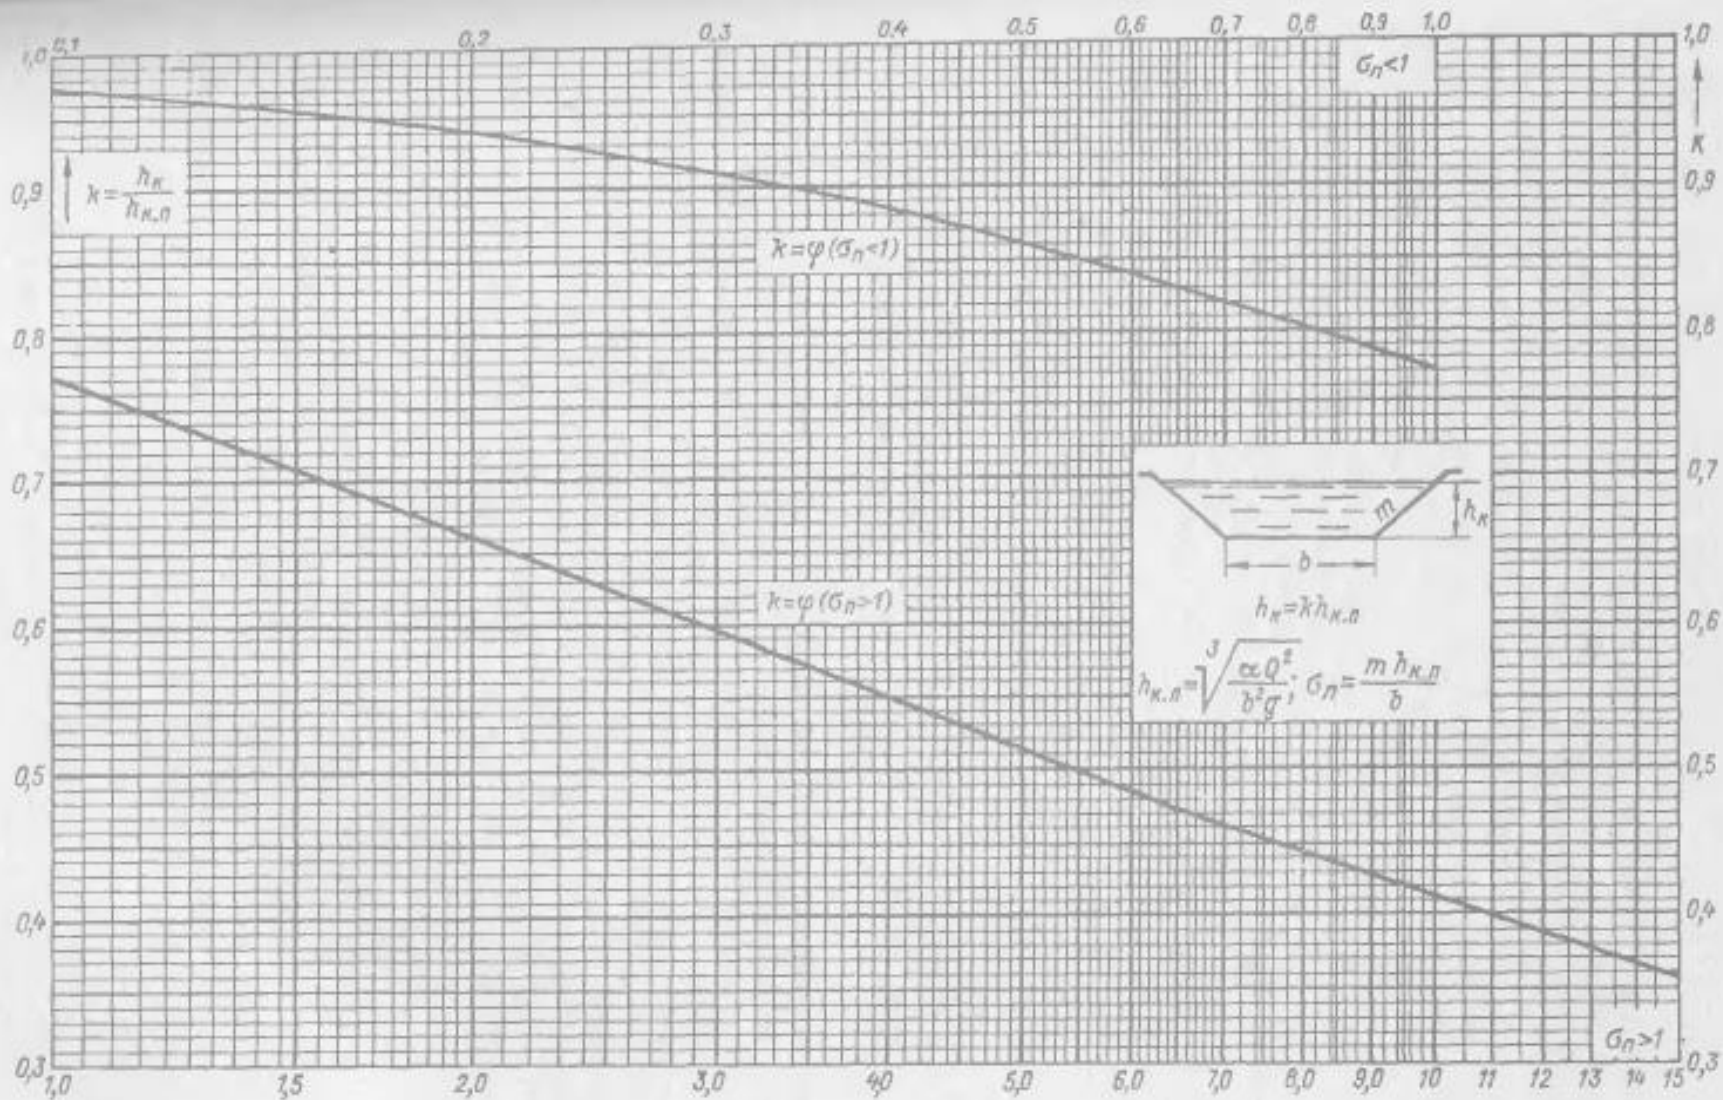 0,1 0,2 0,3 0,4 0,5 0,6 0,7 0,8 0,9 1,0
1,0 1,0
σп<1
k = hк / hк.п
к
0,9 0,9
k=φ(σп<1)
0,8 0,8
0,7 0,7
m hк
b
k=φ(σп>1)
hк=khк.п
0,6 0,6
hк.п=∛(αQ²/b²g); σп= m hк.п / b
0,5 0,5
0,4 0,4
σп>1
0,3 0,3
1,0 1,5 2,0 3,0 4,0 5,0 6,0 7,0 8,0 9,0 10 11 12 13 14 15